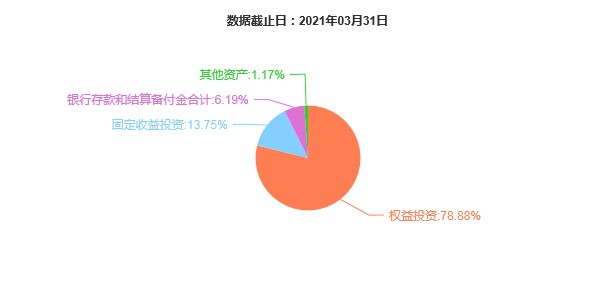 数据截止日：2021年03月31日
其他资产:1.17%
银行存款和结算备付金合计:6.19%
固定收益投资:13.75%
权益投资:78.88%